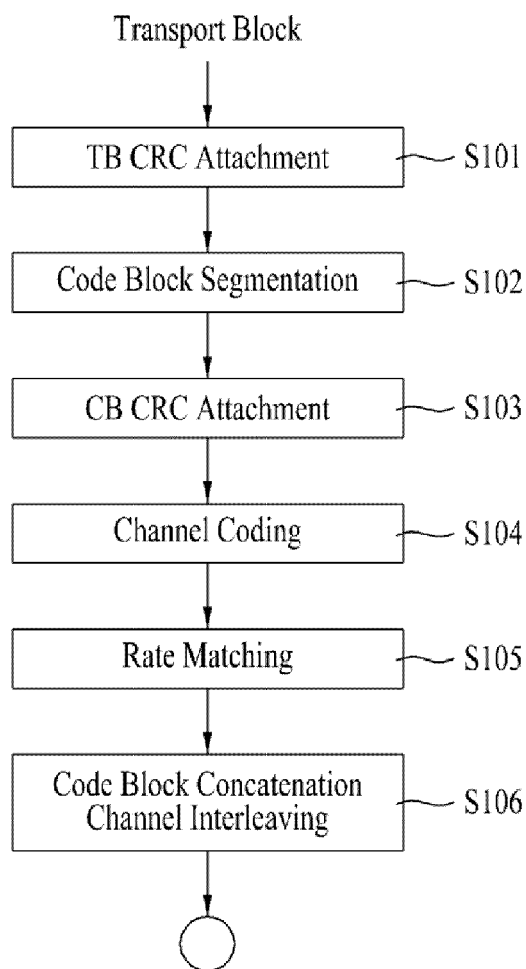 Transport Block
TB CRC Attachment S101
Code Block Segmentation S102
CB CRC Attachment S103
Channel Coding S104
Rate Matching S105
Code Block Concatenation
Channel Interleaving S106